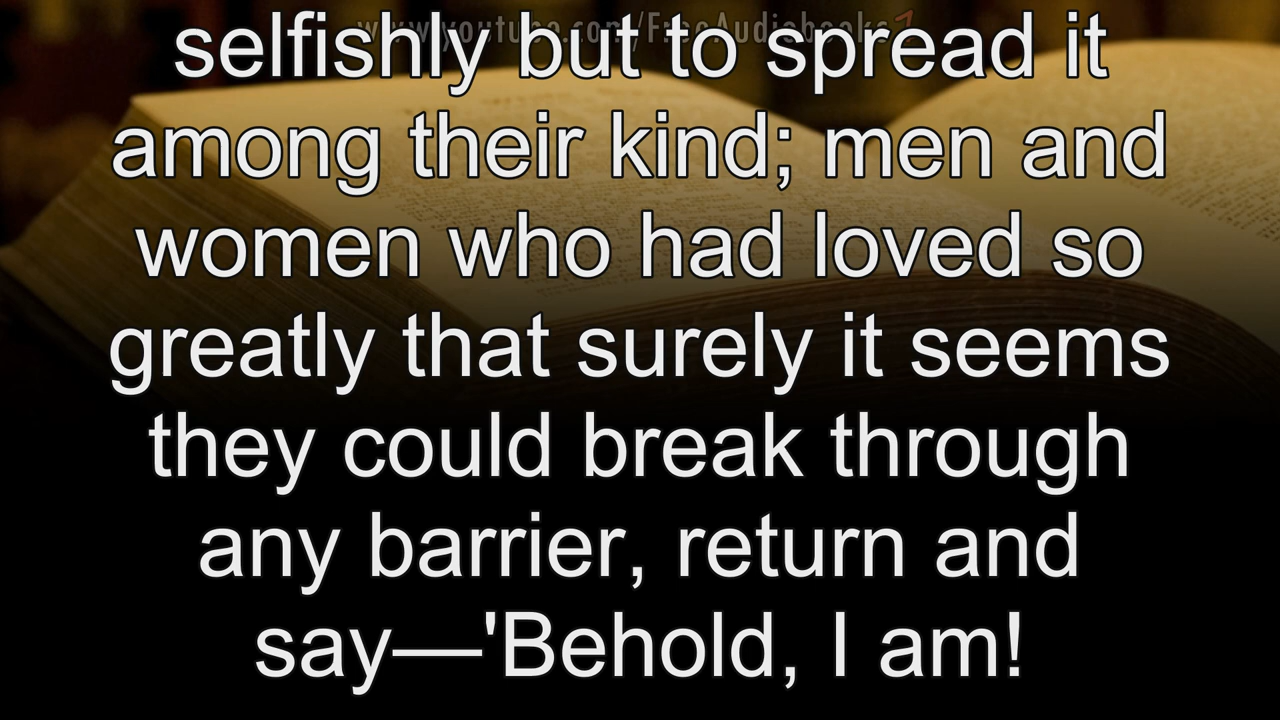 www.youtube.com/FreeAudiobooks
selfishly but to spread it
among their kind; men and
women who had loved so
greatly that surely it seems
they could break through
any barrier, return and
say—'Behold, I am!